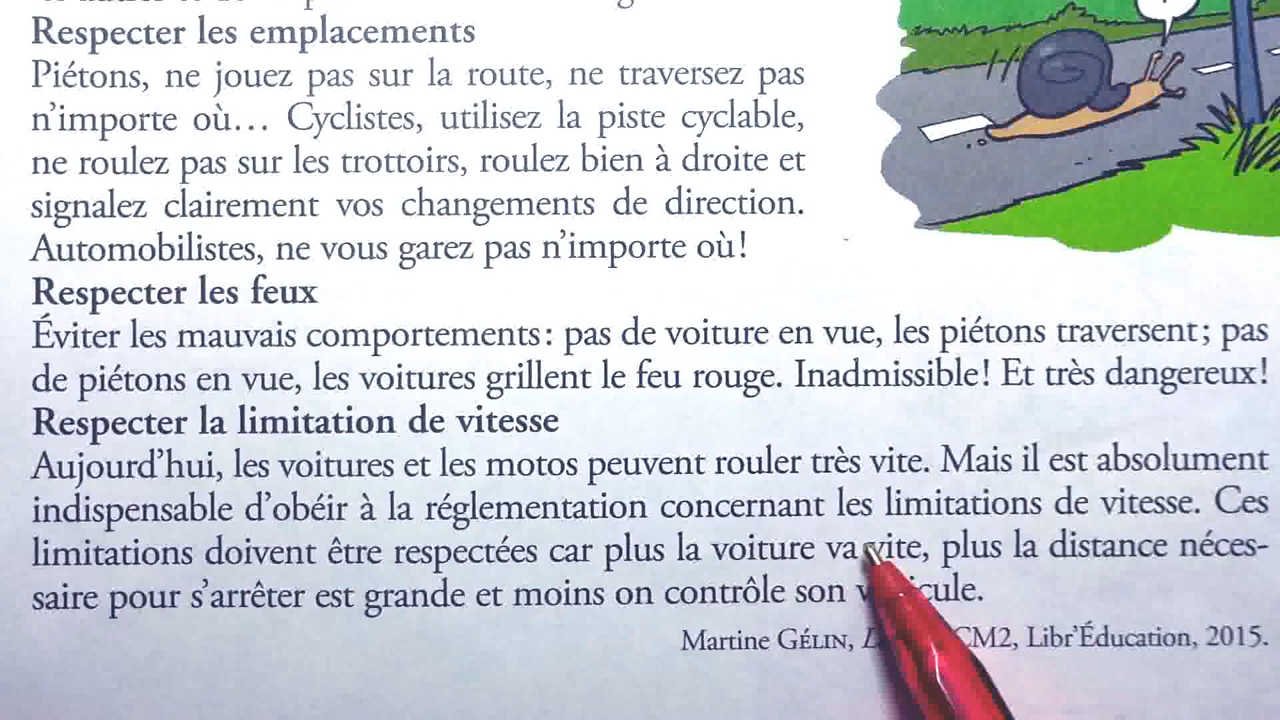 Respecter les emplacements
Piétons, ne jouez pas sur la route, ne traversez pas
n'importe où… Cyclistes, utilisez la piste cyclable,
ne roulez pas sur les trottoirs, roulez bien à droite et
signalez clairement vos changements de direction.
Automobilistes, ne vous garez pas n'importe où!
Respecter les feux
Éviter les mauvais comportements: pas de voiture en vue, les piétons traversent; pas
de piétons en vue, les voitures grillent le feu rouge. Inadmissible! Et très dangereux!
Respecter la limitation de vitesse
Aujourd'hui, les voitures et les motos peuvent rouler très vite. Mais il est absolument
indispensable d'obéir à la réglementation concernant les limitations de vitesse. Ces
limitations doivent être respectées car plus la voiture va vite, plus la distance néces-
saire pour s'arrêter est grande et moins on contrôle son
Martine GÉLIN, CM2, Libr'Éducation, 2015.